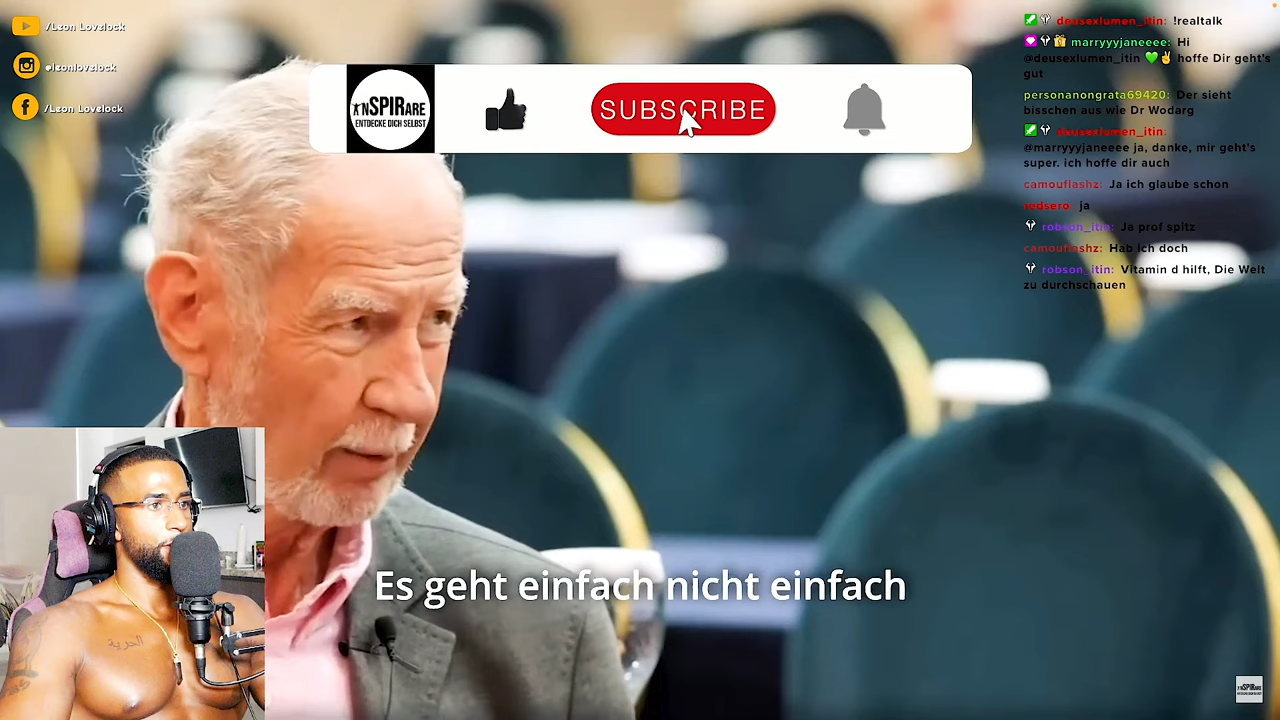 /Leon Lovelock
@leonlovelock
/Leon Lovelock
INSPIRARE
ENTDECKE DICH SELBST
SUBSCRIBE
deusexlumen_itin: !realtalk
marryyyjaneeee: Hi
@deusexlumen_itin 💚✌ hoffe Dir geht's
gut
personanongrata69420: Der sieht
bisschen aus wie Dr Wodarg
deusexlumen_itin:
@marryyyjaneeee ja, danke, mir geht's
super. ich hoffe dir auch
camouflashz: Ja ich glaube schon
redsero ja
robson_itin: Ja prof spitz
camouflashz: Hab ich doch
robson_itin: Vitamin d hilft, Die Welt
zu durchschauen
Es geht einfach nicht einfach
الحرية